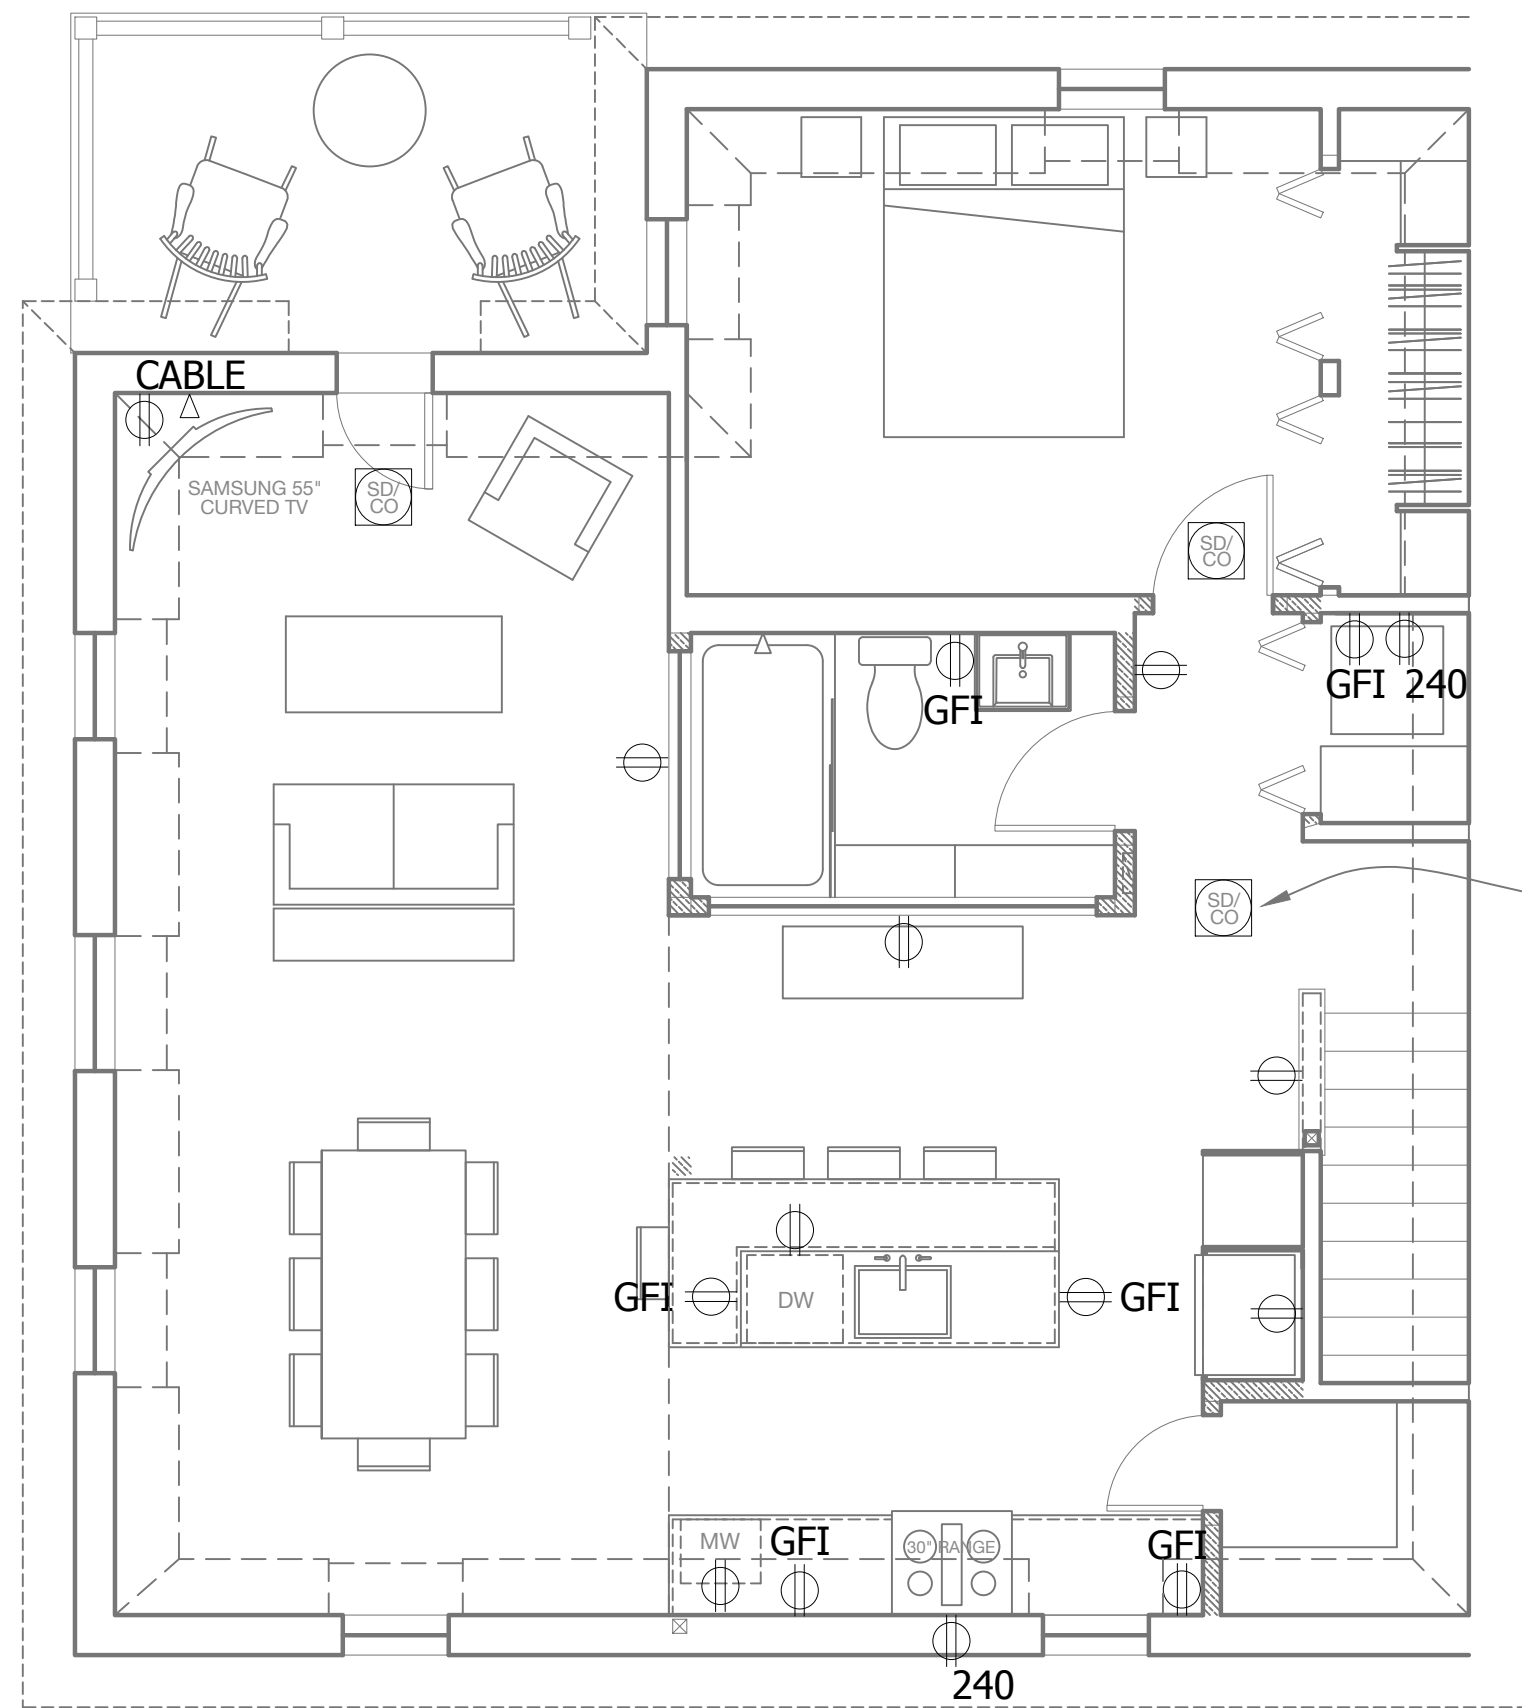 CABLE
SAMSUNG 55"
CURVED TV
SD/
CO
SD/
CO
GFI 240
GFI
SD/
CO
GFI
DW
GFI
MW
GFI
30" RANGE
GFI
240